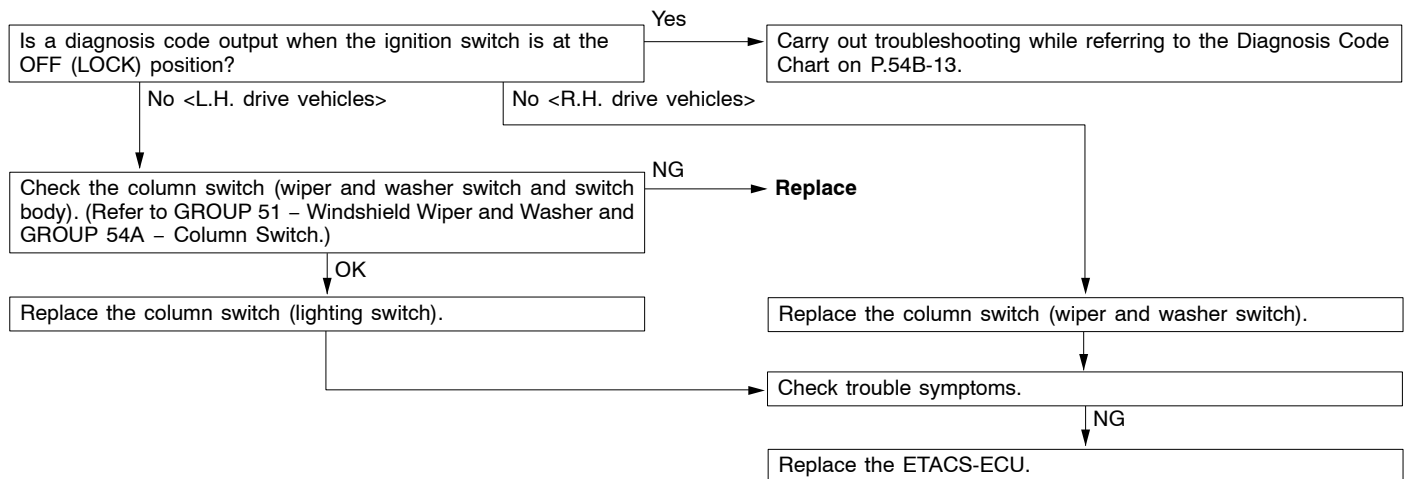 Yes
Is a diagnosis code output when the ignition switch is at the
OFF (LOCK) position?
Carry out troubleshooting while referring to the Diagnosis Code
Chart on P.54B-13.
No <L.H. drive vehicles>
No <R.H. drive vehicles>
Check the column switch (wiper and washer switch and switch
body). (Refer to GROUP 51 – Windshield Wiper and Washer and
GROUP 54A – Column Switch.)
NG
Replace
OK
Replace the column switch (lighting switch).
Replace the column switch (wiper and washer switch).
Check trouble symptoms.
NG
Replace the ETACS-ECU.